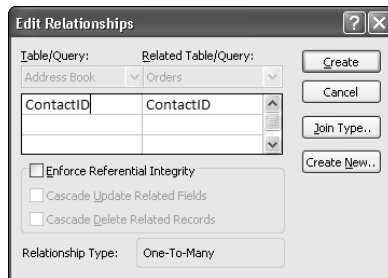 Edit Relationships
Table/Query: Related Table/Query:
Address Book Orders
ContactID ContactID
Enforce Referential Integrity
Cascade Update Related Fields
Cascade Delete Related Records
Relationship Type: One-To-Many
Create
Cancel
Join Type..
Create New..